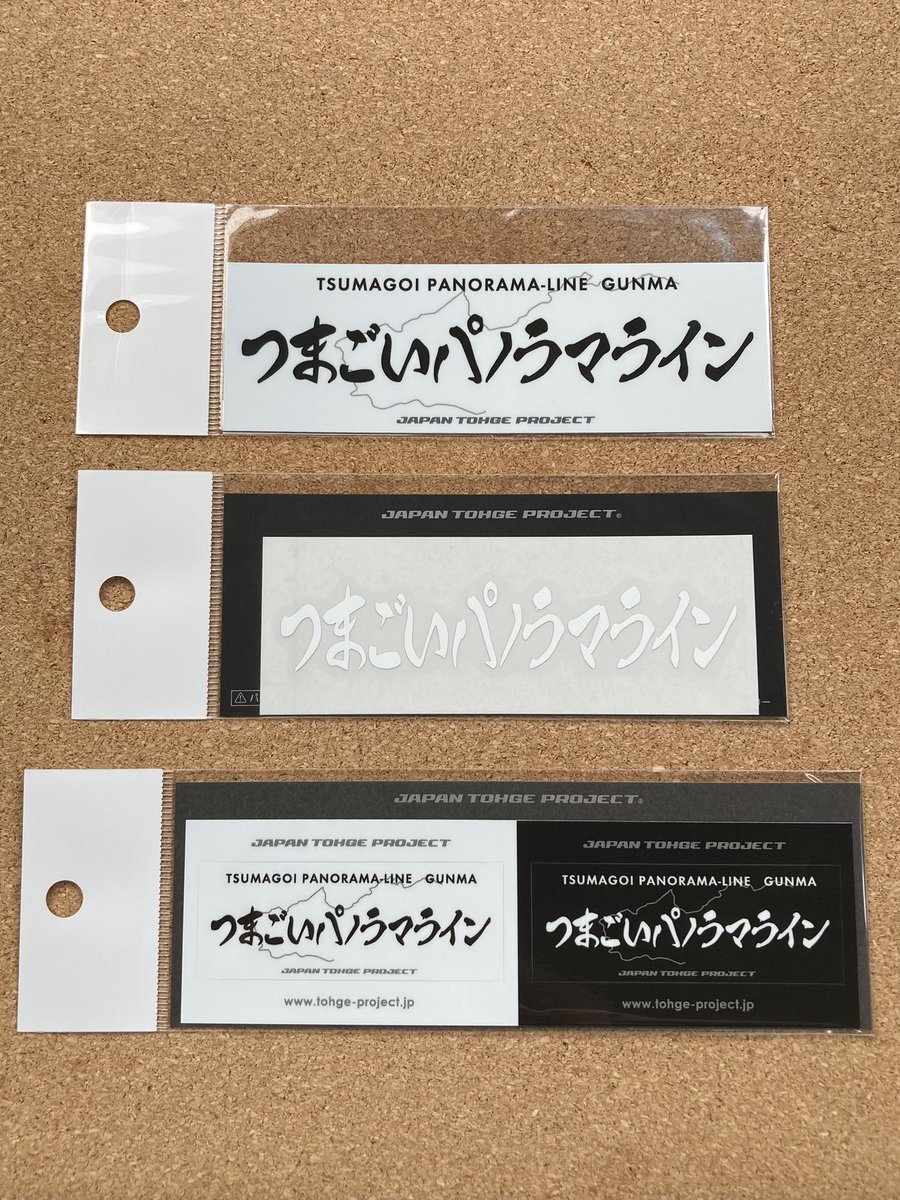 TSUMAGOI PANORAMA-LINE GUNMA
つまごいパノラマライン
JAPAN TOHGE PROJECT
JAPAN TOHGE PROJECT®
つまごいパノラマライン
JAPAN TOHGE PROJECT®
JAPAN TOHGE PROJECT
TSUMAGOI PANORAMA-LINE GUNMA
つまごいパノラマライン
JAPAN TOHGE PROJECT
www.tohge-project.jp
JAPAN TOHGE PROJECT
TSUMAGOI PANORAMA-LINE GUNMA
つまごいパノラマライン
JAPAN TOHGE PROJECT
www.tohge-project.jp